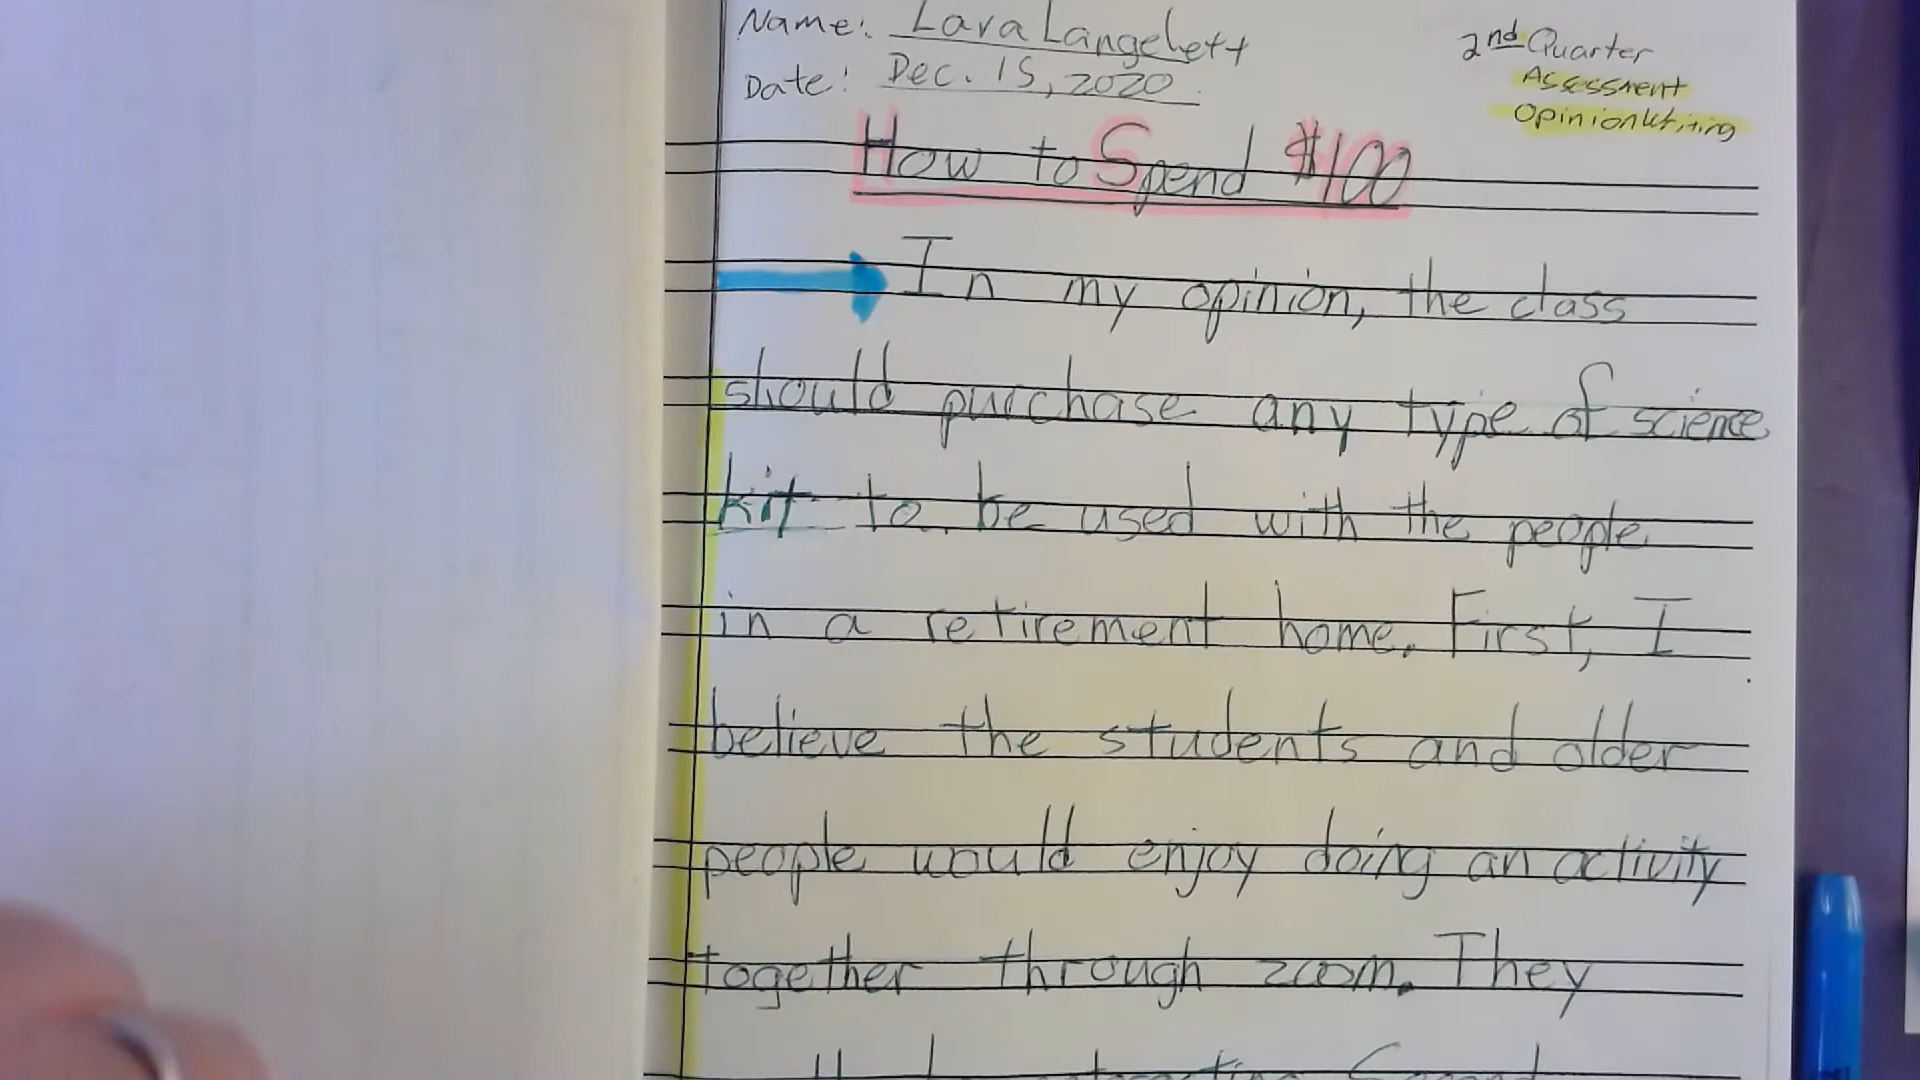 Name: Lara Langelett
Date: Dec. 15, 2020
2nd Quarter
Assessment
Opinion Writing
How to Spend $100
In my opinion, the class
should purchase any type of science
kit to be used with the people
in a retirement home. First, I
believe the students and older
people would enjoy doing an activity
together through zoom. They